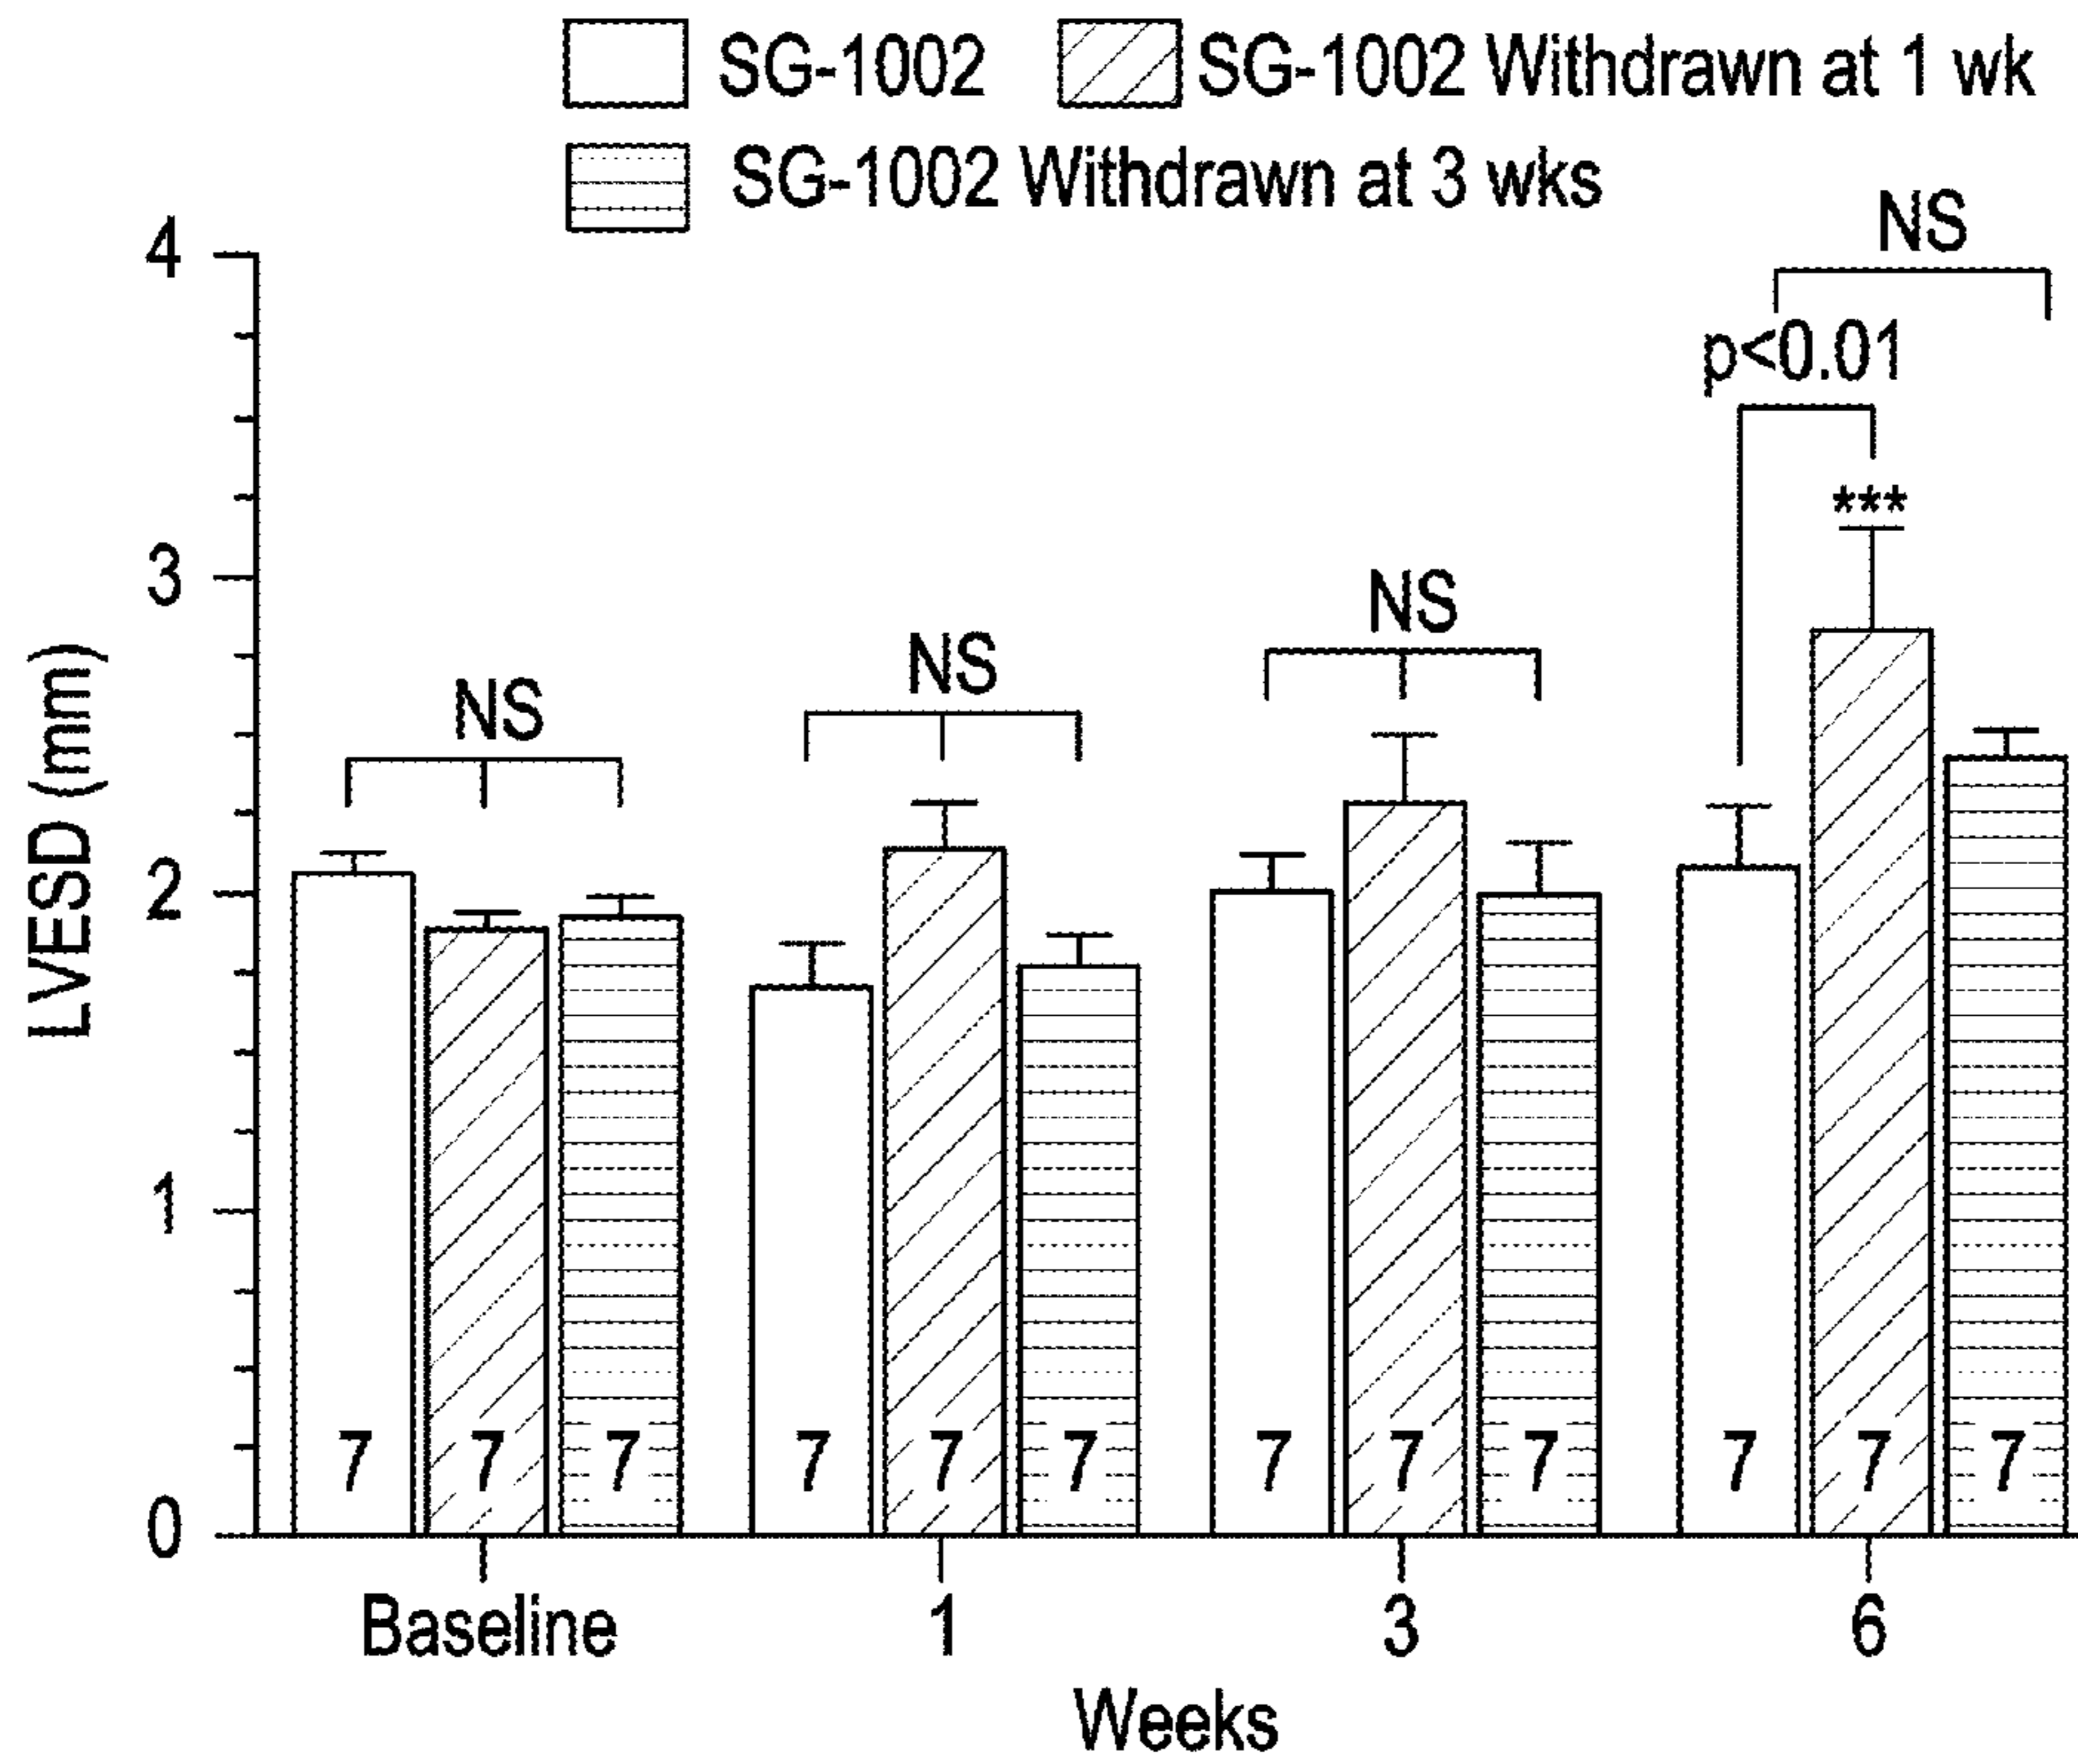 SG-1002 SG-1002 Withdrawn at 1 wk
SG-1002 Withdrawn at 3 wks
NS
4
p<0.01
***
3
NS
NS
NS
LVESD (mm)
2
1
7 7 7 7 7 7 7 7 7 7 7 7
0
Baseline 1 3 6
Weeks